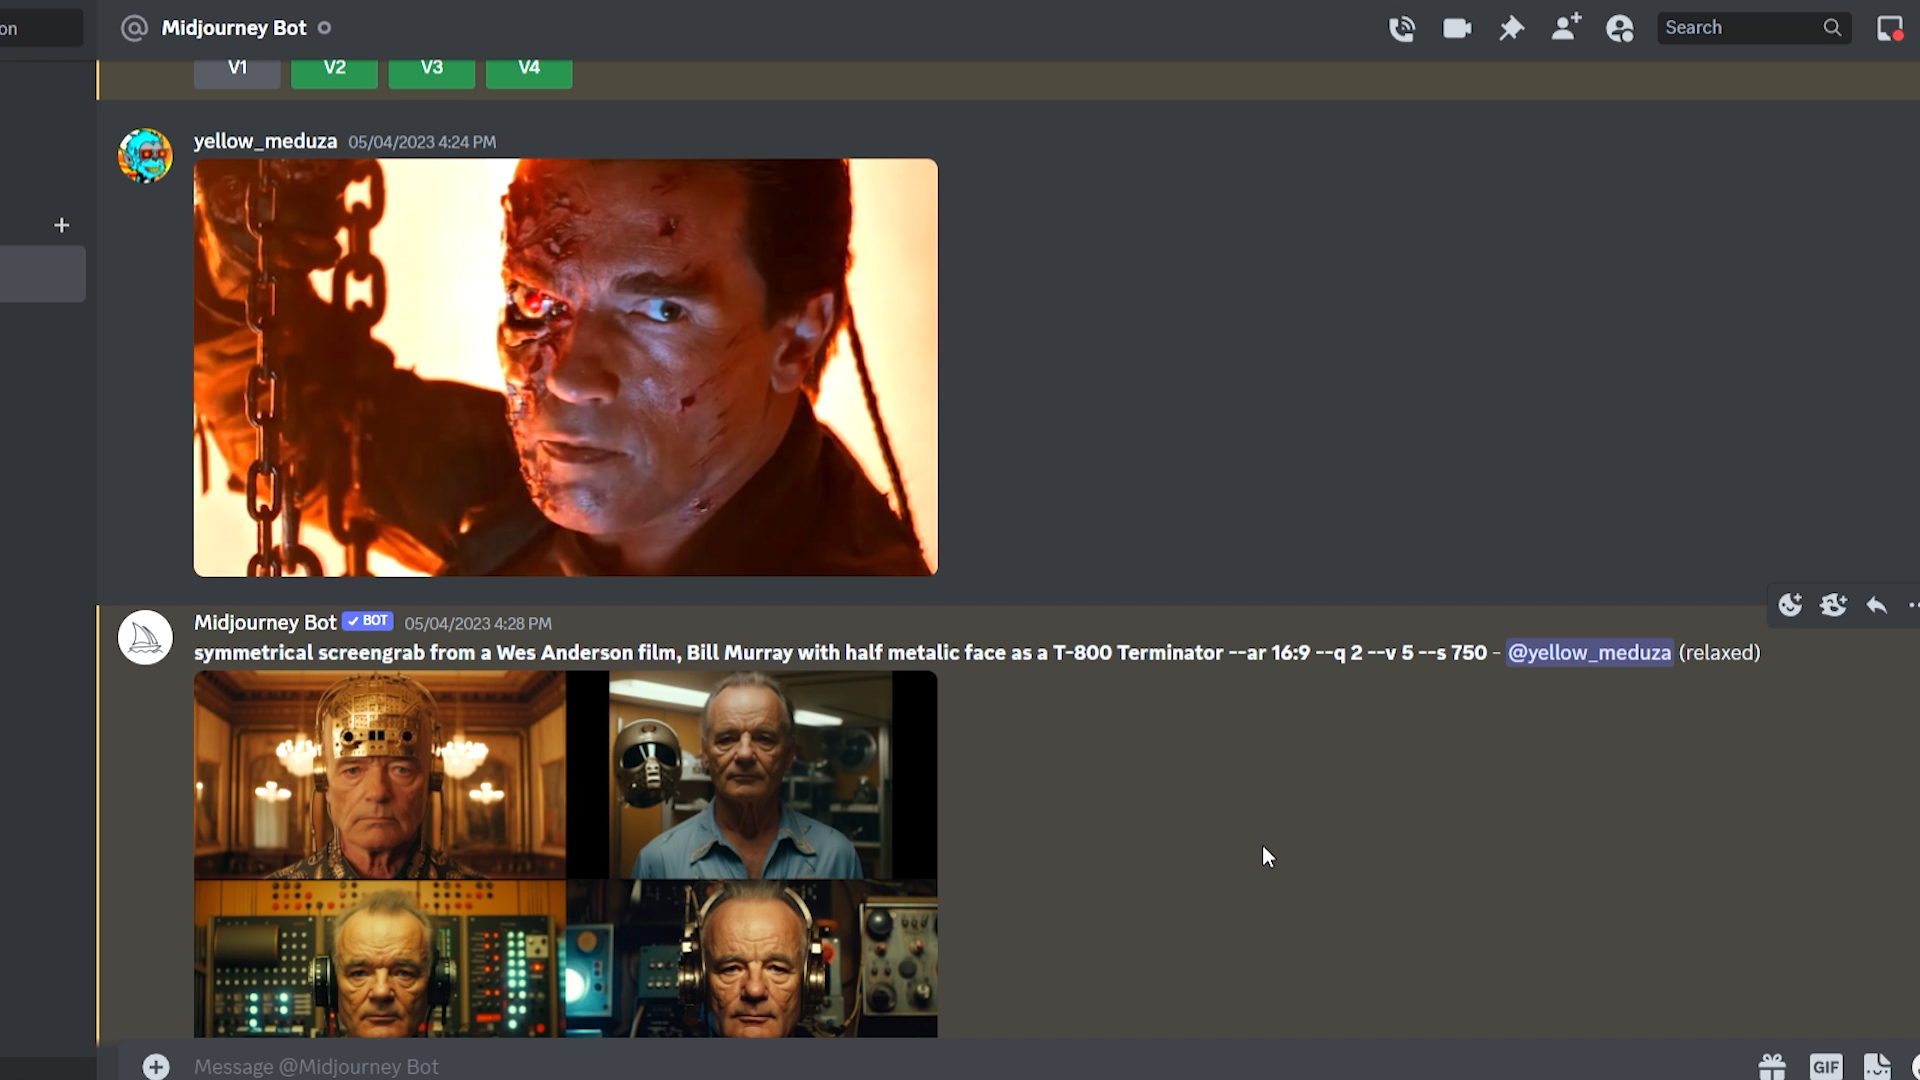 on
Midjourney Bot
Search
V1 V2 V3 V4
yellow_meduza 05/04/2023 4:24 PM
Midjourney Bot BOT 05/04/2023 4:28 PM
symmetrical screengrab from a Wes Anderson film, Bill Murray with half metalic face as a T-800 Terminator --ar 16:9 --q 2 --v 5 --s 750 - @yellow_meduza (relaxed)
Message @Midjourney Bot
GIF